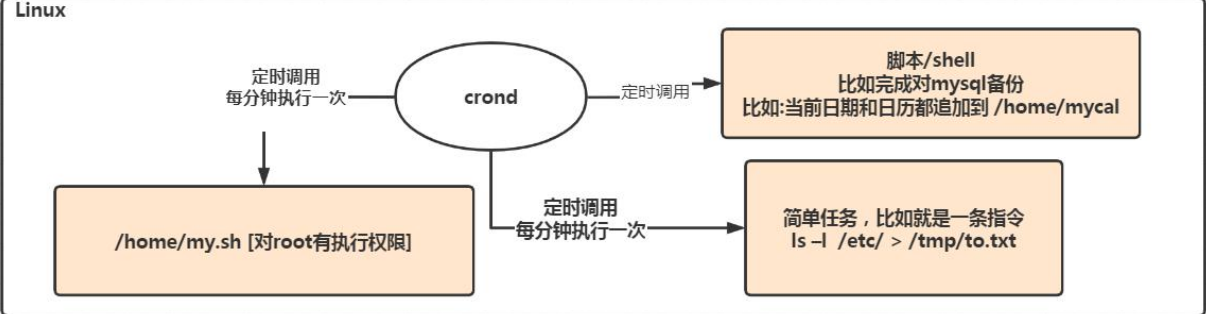 Linux
定时调用
每分钟执行一次
crond
定时调用
脚本/shell
比如完成对mysql备份
比如:当前日期和日历都追加到 /home/mycal
/home/my.sh [对root有执行权限]
定时调用
每分钟执行一次
简单任务，比如就是一条指令
ls –l /etc/ > /tmp/to.txt